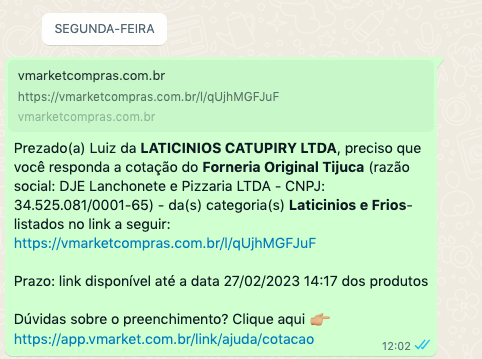 SEGUNDA-FEIRA
vmarketcompras.com.br
https://vmarketcompras.com.br/l/qUjhMGFJuF
vmarketcompras.com.br
Prezado(a) Luiz da LATICINIOS CATUPIRY LTDA, preciso que
você responda a cotação do Forneria Original Tijuca (razão
social: DJE Lanchonete e Pizzaria LTDA - CNPJ:
34.525.081/0001-65) - da(s) categoria(s) Laticinios e Frios-
listados no link a seguir:
https://vmarketcompras.com.br/l/qUjhMGFJuF
Prazo: link disponível até a data 27/02/2023 14:17 dos produtos
Dúvidas sobre o preenchimento? Clique aqui 👉🏼
https://app.vmarket.com.br/link/ajuda/cotacao
12:02